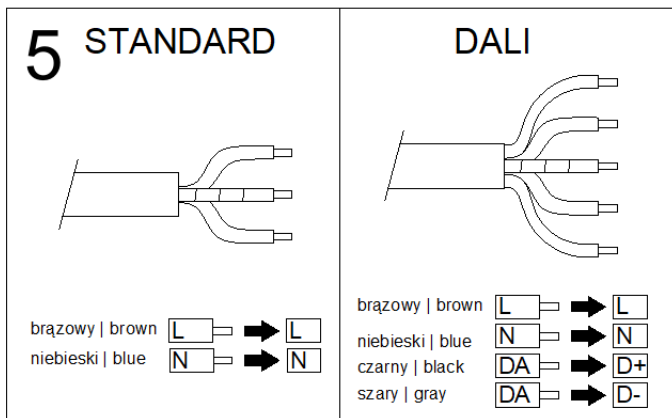 5 STANDARD
brązowy | brown L L
niebieski | blue N N
DALI
brązowy | brown L L
niebieski | blue N N
czarny | black DA D+
szary | gray DA D-